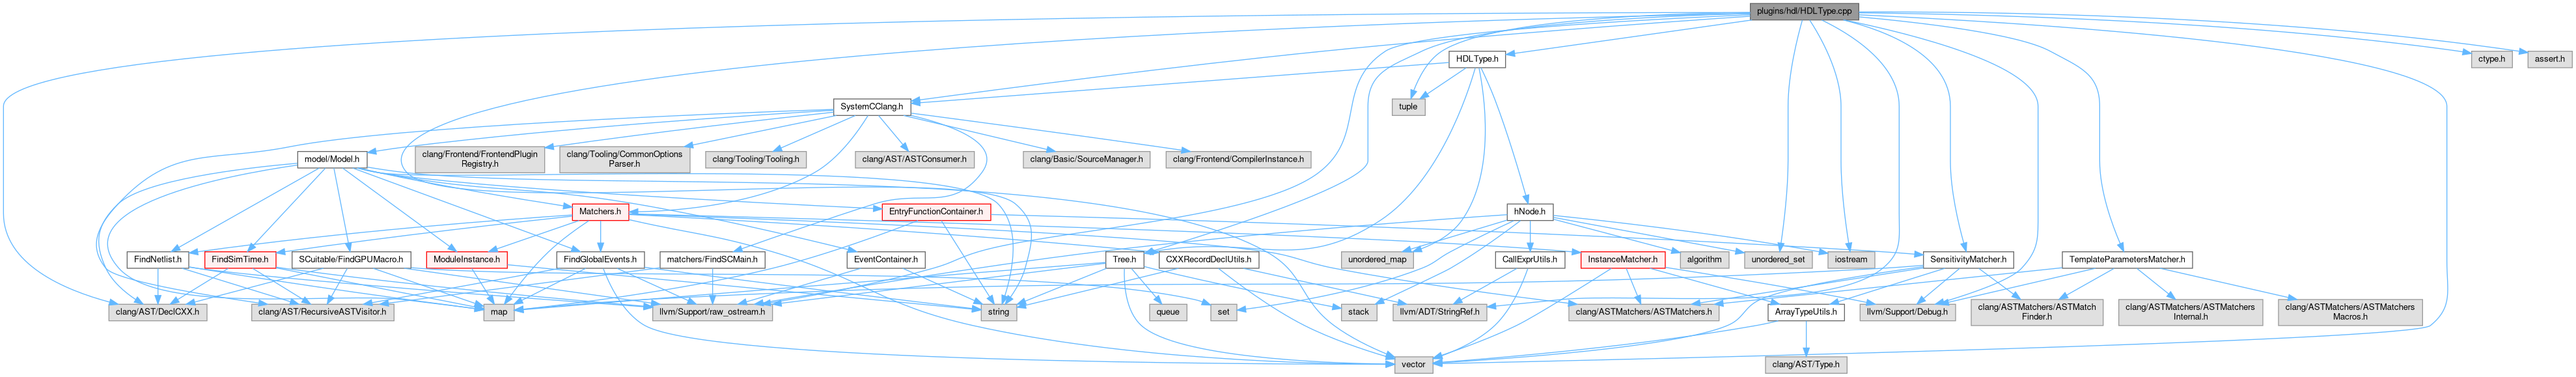 plugins/hdl/HDLType.cpp
HDLType.h
ctype.h
assert.h
SystemCClang.h
tuple
model/Model.h
clang/Frontend/FrontendPlugin
Registry.h
clang/Tooling/CommonOptions
Parser.h
clang/Tooling/Tooling.h
clang/AST/ASTConsumer.h
clang/Basic/SourceManager.h
clang/Frontend/CompilerInstance.h
Matchers.h
EntryFunctionContainer.h
hNode.h
FindNetlist.h
FindSimTime.h
SCuitable/FindGPUMacro.h
ModuleInstance.h
FindGlobalEvents.h
matchers/FindSCMain.h
EventContainer.h
Tree.h
CXXRecordDeclUtils.h
unordered_map
CallExprUtils.h
InstanceMatcher.h
algorithm
unordered_set
iostream
SensitivityMatcher.h
TemplateParametersMatcher.h
clang/AST/DeclCXX.h
clang/AST/RecursiveASTVisitor.h
map
llvm/Support/raw_ostream.h
string
queue
set
stack
llvm/ADT/StringRef.h
clang/ASTMatchers/ASTMatchers.h
ArrayTypeUtils.h
llvm/Support/Debug.h
clang/ASTMatchers/ASTMatch
Finder.h
clang/ASTMatchers/ASTMatchers
Internal.h
clang/ASTMatchers/ASTMatchers
Macros.h
vector
clang/AST/Type.h